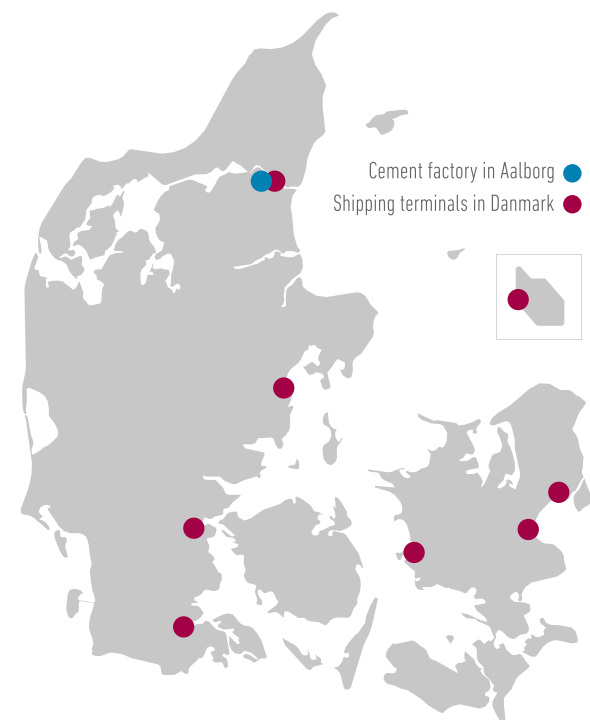 Cement factory in Aalborg
Shipping terminals in Danmark